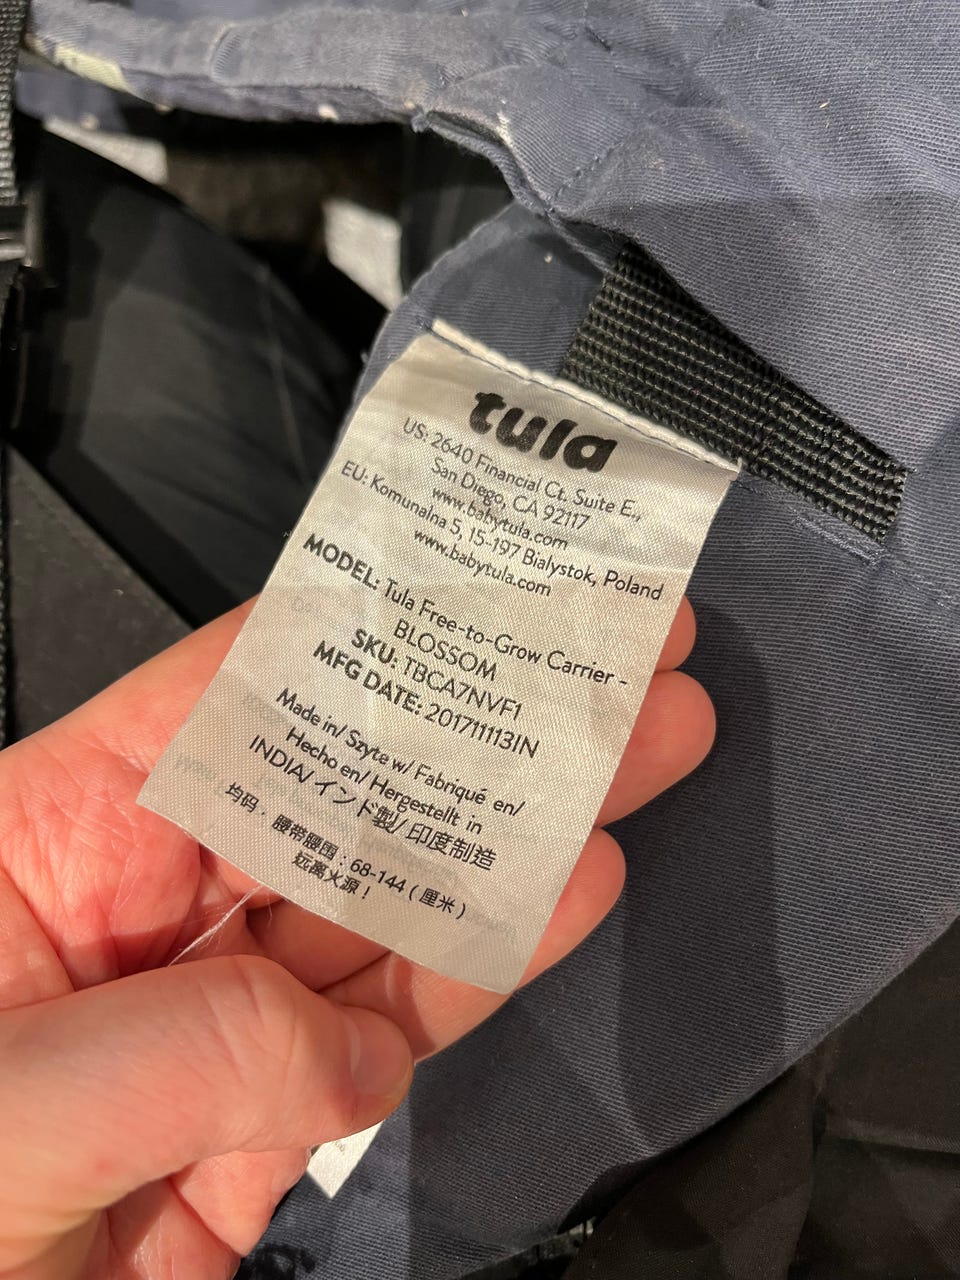 tula
US: 2640 Financial Ct. Suite E.,
San Diego, CA 92117
www.babytula.com
EU: Komunalna 5, 15-197 Bialystok, Poland
www.babytula.com
MODEL: Tula Free-to-Grow Carrier -
BLOSSOM
SKU: TBCA7NVF1
MFG DATE: 20171113IN
Made in/ Szyte w/ Fabriqué en/
Hecho en/ Hergestellt in
INDIA/ インド製/ 印度制造
均码 · 腰带腰围：68-144 ( 厘米 )
远离火源！